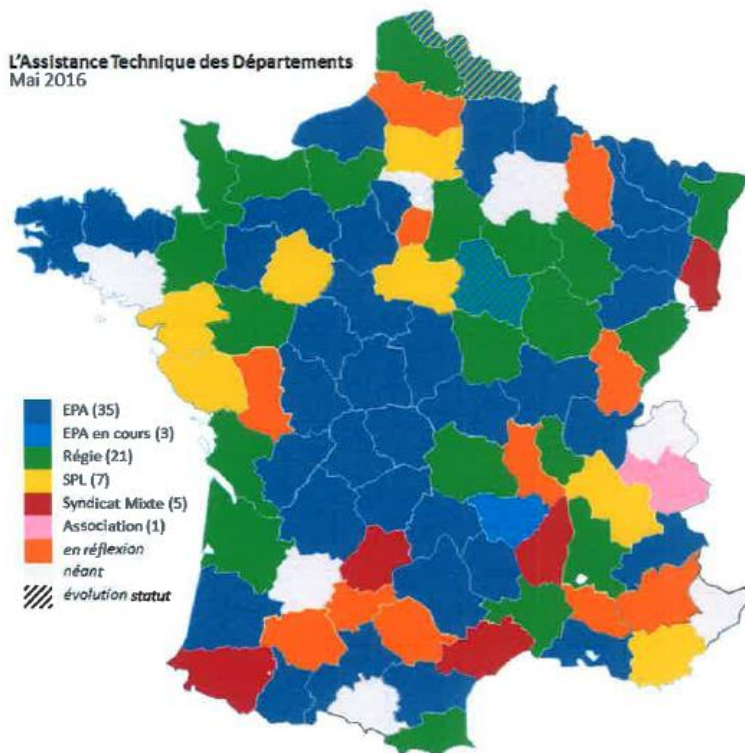 L'Assistance Technique des Départements
Mai 2016
EPA (35)
EPA en cours (3)
Régie (21)
SPL (7)
Syndicat Mixte (5)
Association (1)
en réflexion
néant
évolution statut